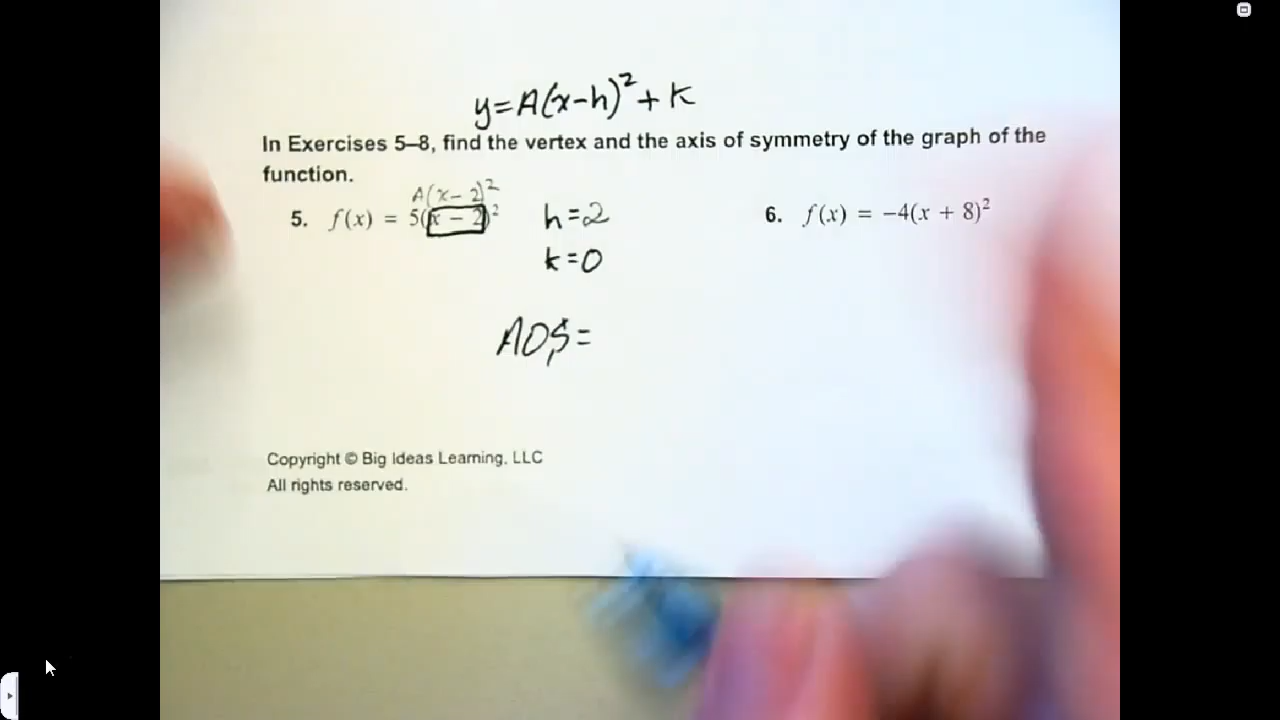 y=A(x-h)²+k
In Exercises 5–8, find the vertex and the axis of symmetry of the graph of the
function.
A(x-2)²
5. f(x) = 5(x − 2)²
h=2
k=0
AOS=
6. f(x) = −4(x + 8)²
Copyright © Big Ideas Learning, LLC
All rights reserved.